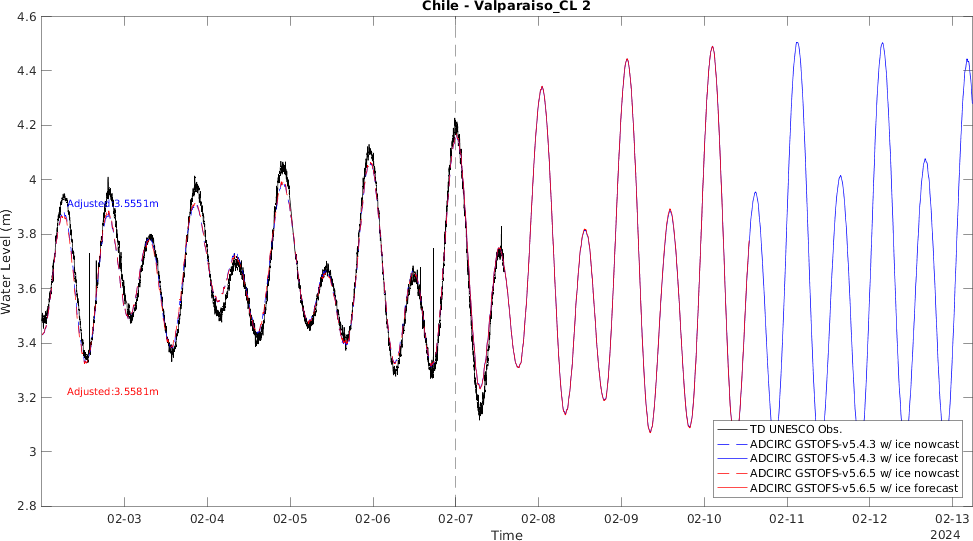 Chile - Valparaiso_CL 2
4.6
4.4
4.2
4
3.8
3.6
3.4
3.2
3
2.8
Water Level (m)
Adjusted:3.5551m
Adjusted:3.5581m
TD UNESCO Obs.
ADCIRC GSTOFS-v5.4.3 w/ ice nowcast
ADCIRC GSTOFS-v5.4.3 w/ ice forecast
ADCIRC GSTOFS-v5.6.5 w/ ice nowcast
ADCIRC GSTOFS-v5.6.5 w/ ice forecast
02-03 02-04 02-05 02-06 02-07 02-08 02-09 02-10 02-11 02-12 02-13
Time
2024